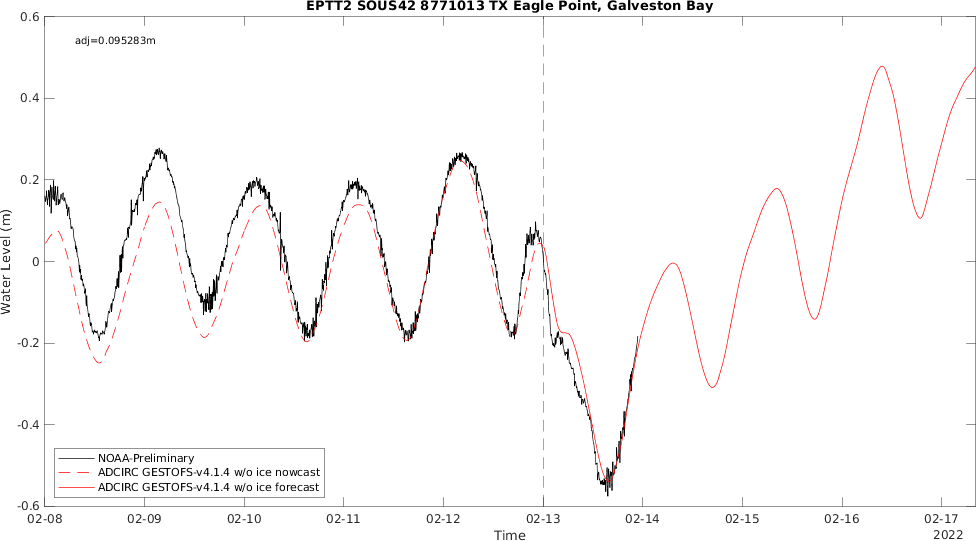 EPTT2 SOUS42 8771013 TX Eagle Point, Galveston Bay
adj=0.095283m
0.6
0.4
0.2
0
-0.2
-0.4
-0.6
Water Level (m)
NOAA-Preliminary
ADCIRC GESTOFS-v4.1.4 w/o ice nowcast
ADCIRC GESTOFS-v4.1.4 w/o ice forecast
02-08 02-09 02-10 02-11 02-12 02-13 02-14 02-15 02-16 02-17
Time
2022